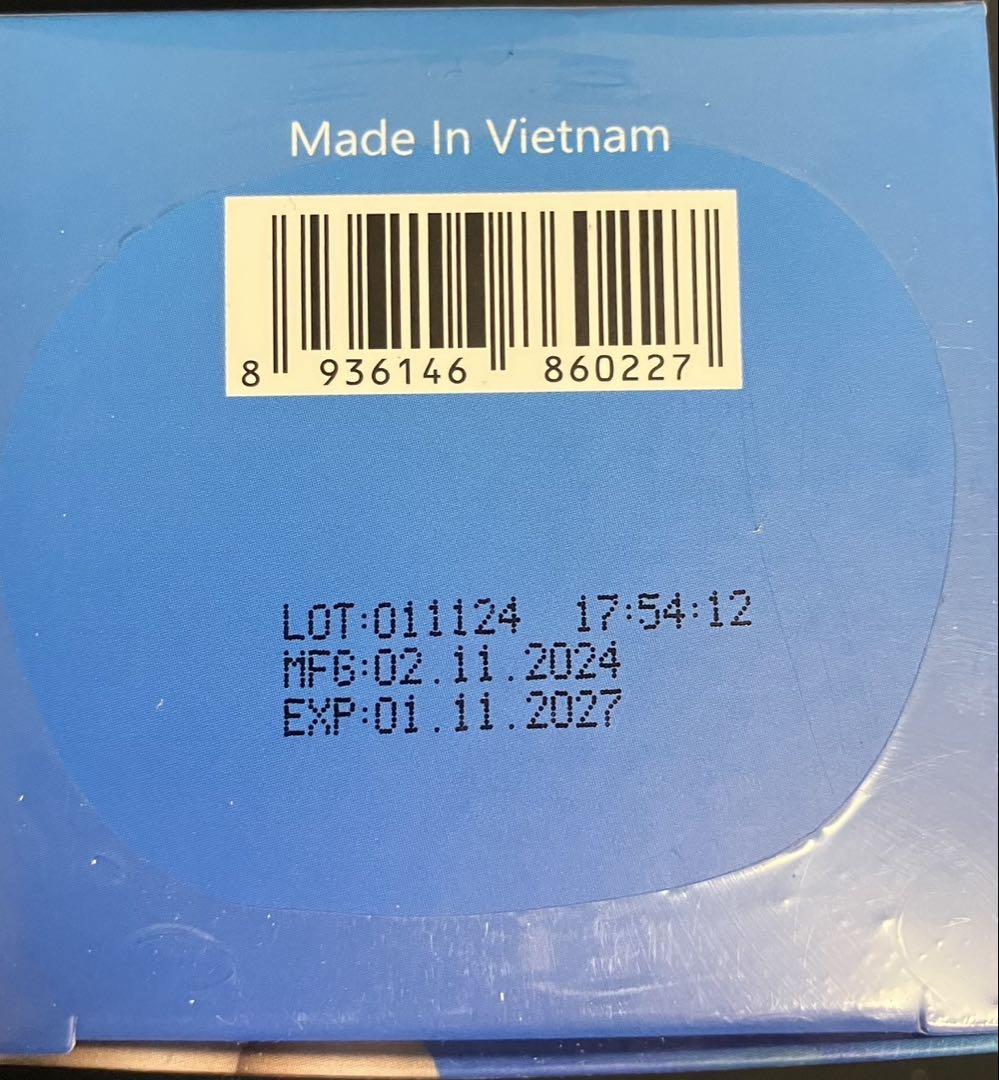 Made In Vietnam
8 936146 860227
LOT:011124 17:54:12
MFG:02.11.2024
EXP:01.11.2027